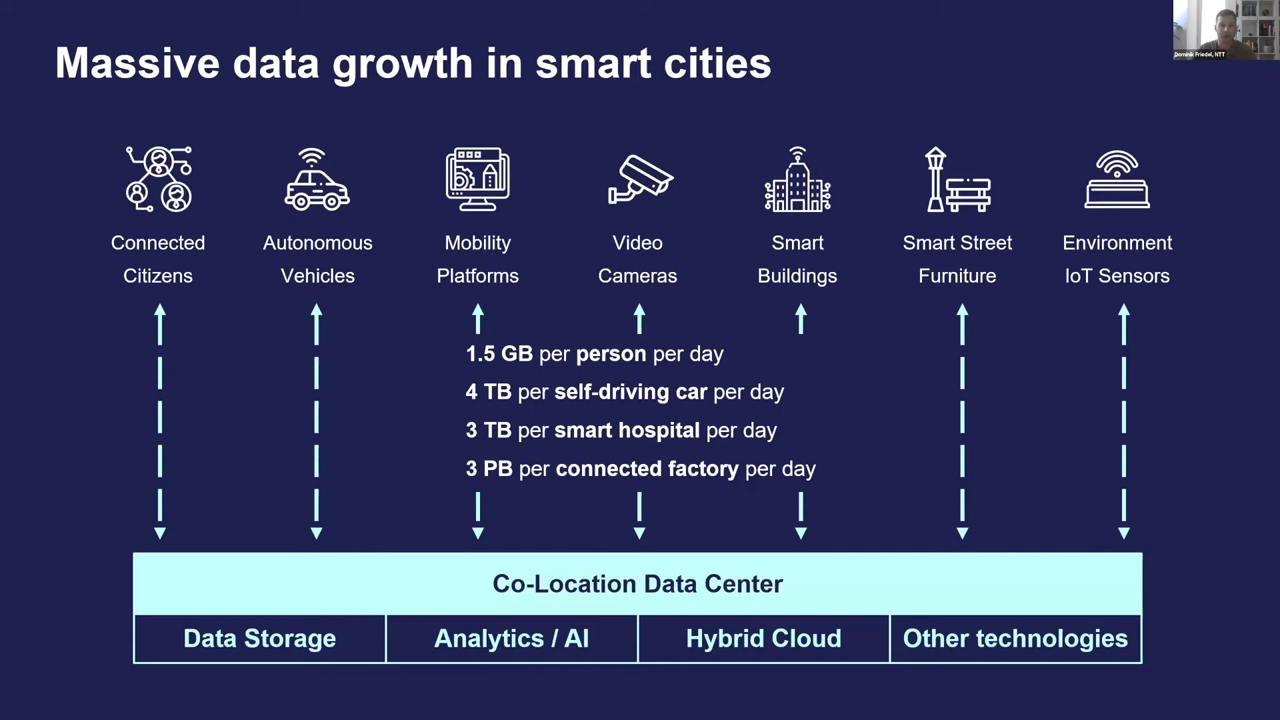 Massive data growth in smart cities
Dominik Friedel, NTT
Connected
Citizens
Autonomous
Vehicles
Mobility
Platforms
Video
Cameras
Smart
Buildings
Smart Street
Furniture
Environment
IoT Sensors
1.5 GB per person per day
4 TB per self-driving car per day
3 TB per smart hospital per day
3 PB per connected factory per day
Co-Location Data Center
Data Storage
Analytics / AI
Hybrid Cloud
Other technologies